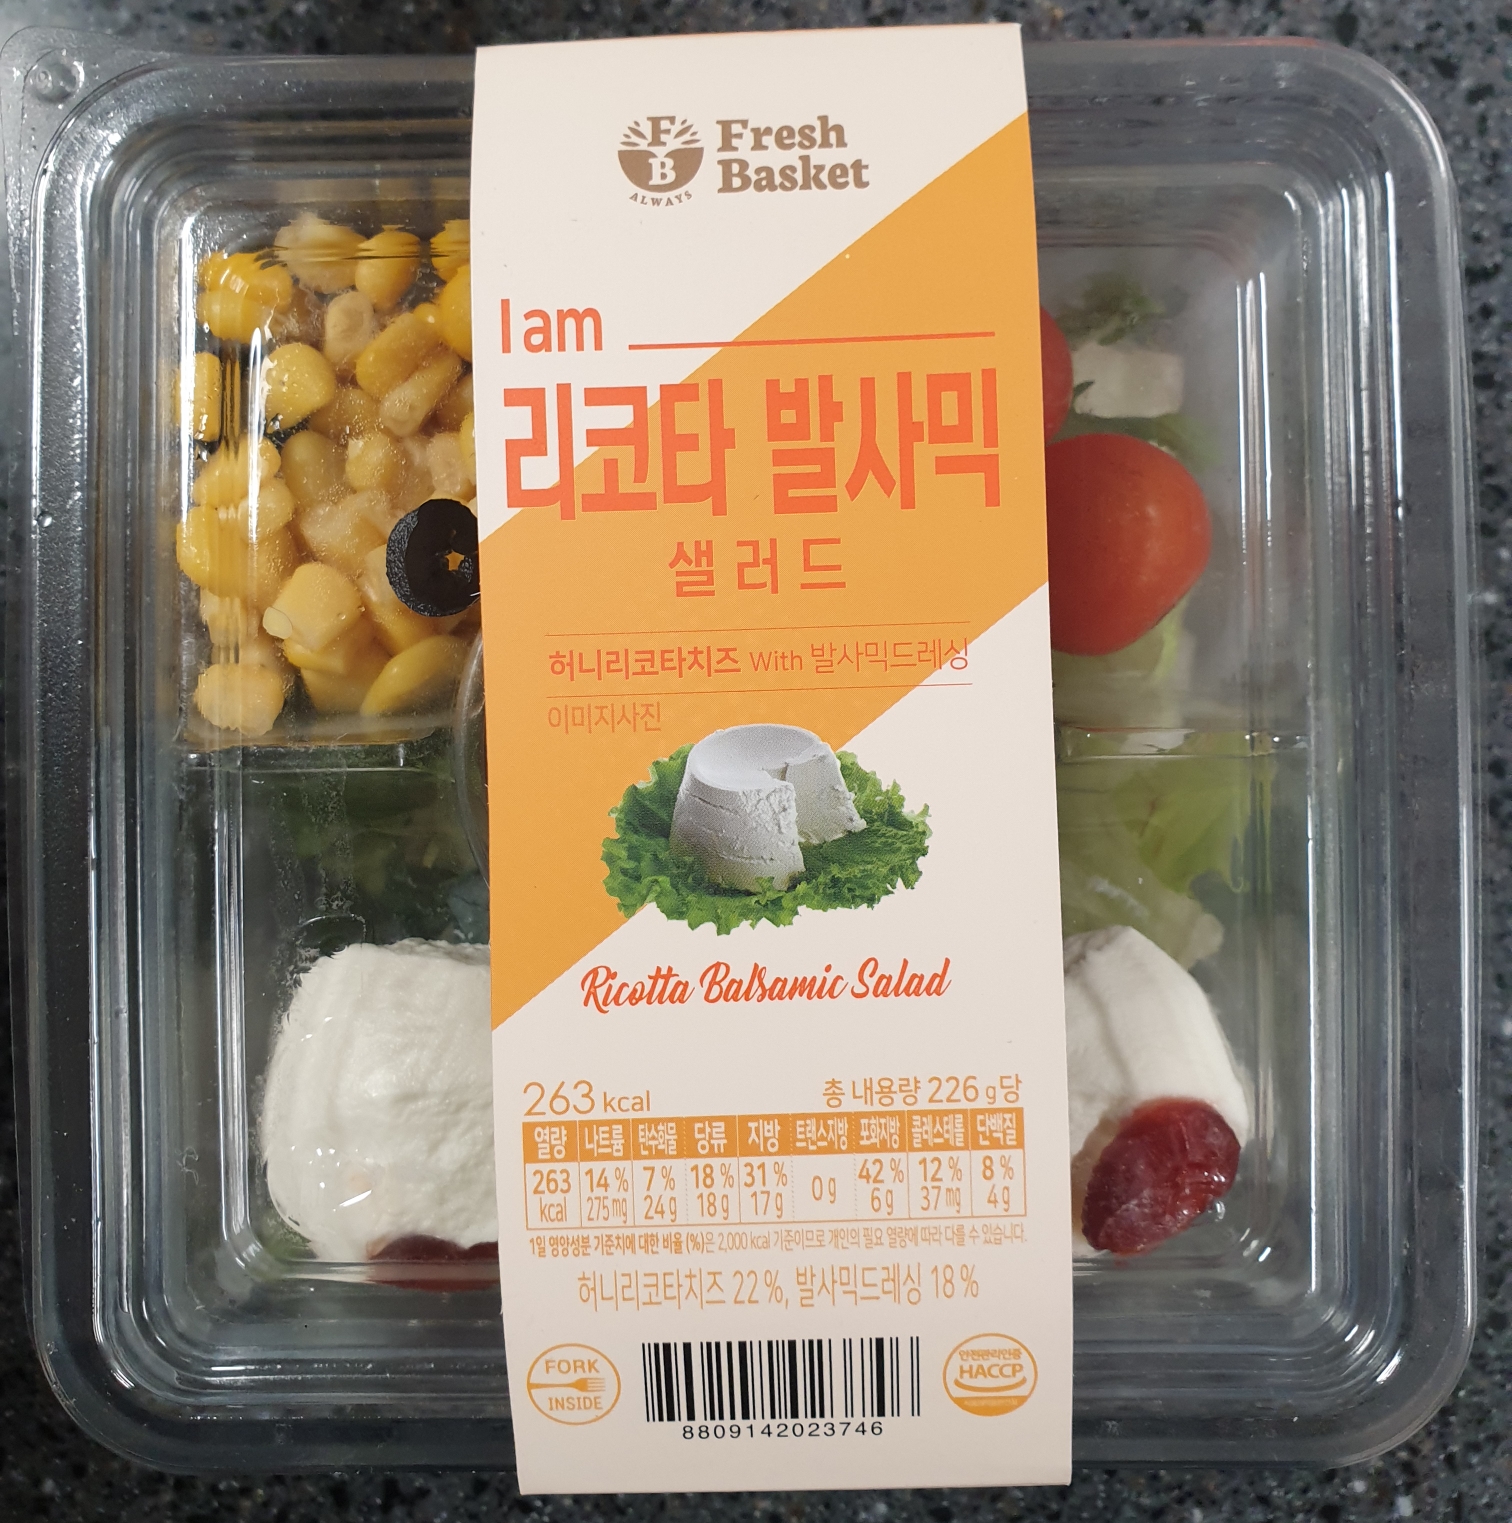 F
B
ALWAYS
Fresh
Basket
I am
리코타 발사믹
샐러드
허니리코타치즈 With 발사믹드레싱
이미지사진
Ricotta Balsamic Salad
263 kcal 총 내용량 226 g당
열량 나트륨 탄수화물 당류 지방 트랜스지방 포화지방 콜레스테롤 단백질
263 14 % 7 % 18 % 31 % 0 g 42 % 12 % 8 %
kcal 275 mg 24 g 18 g 17 g 6 g 37 mg 4 g
1일 영양성분 기준치에 대한 비율 (%)은 2,000 kcal 기준이므로 개인의 필요 열량에 따라 다를 수 있습니다.
허니리코타치즈 22 %, 발사믹드레싱 18 %
FORK
INSIDE
8809142023746
안전관리인증
HACCP